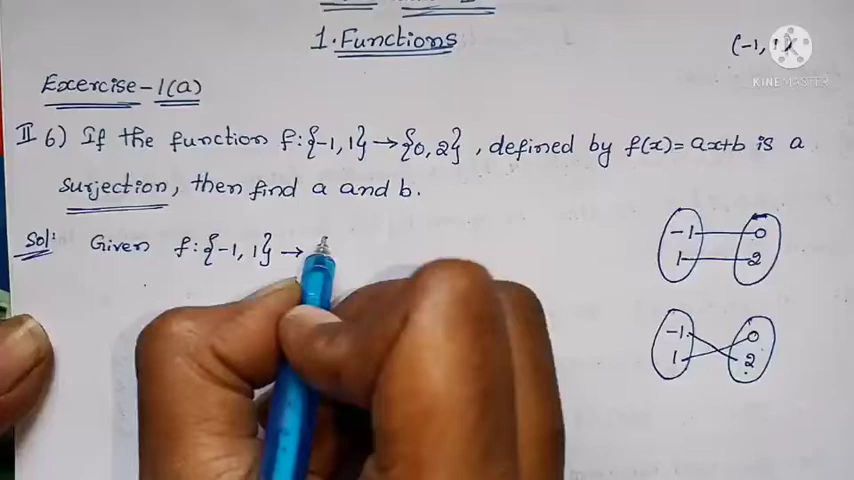 1. Functions
(-1, 1)
KINEMASTER
Excercise-1(a)
II 6) If the function f:{-1, 1}→{0, 2}, defined by f(x)=ax+b is a
surjection, then find a and b.
Sol: Given f:{-1, 1}→
-1 0
1 2
-1 0
1 2